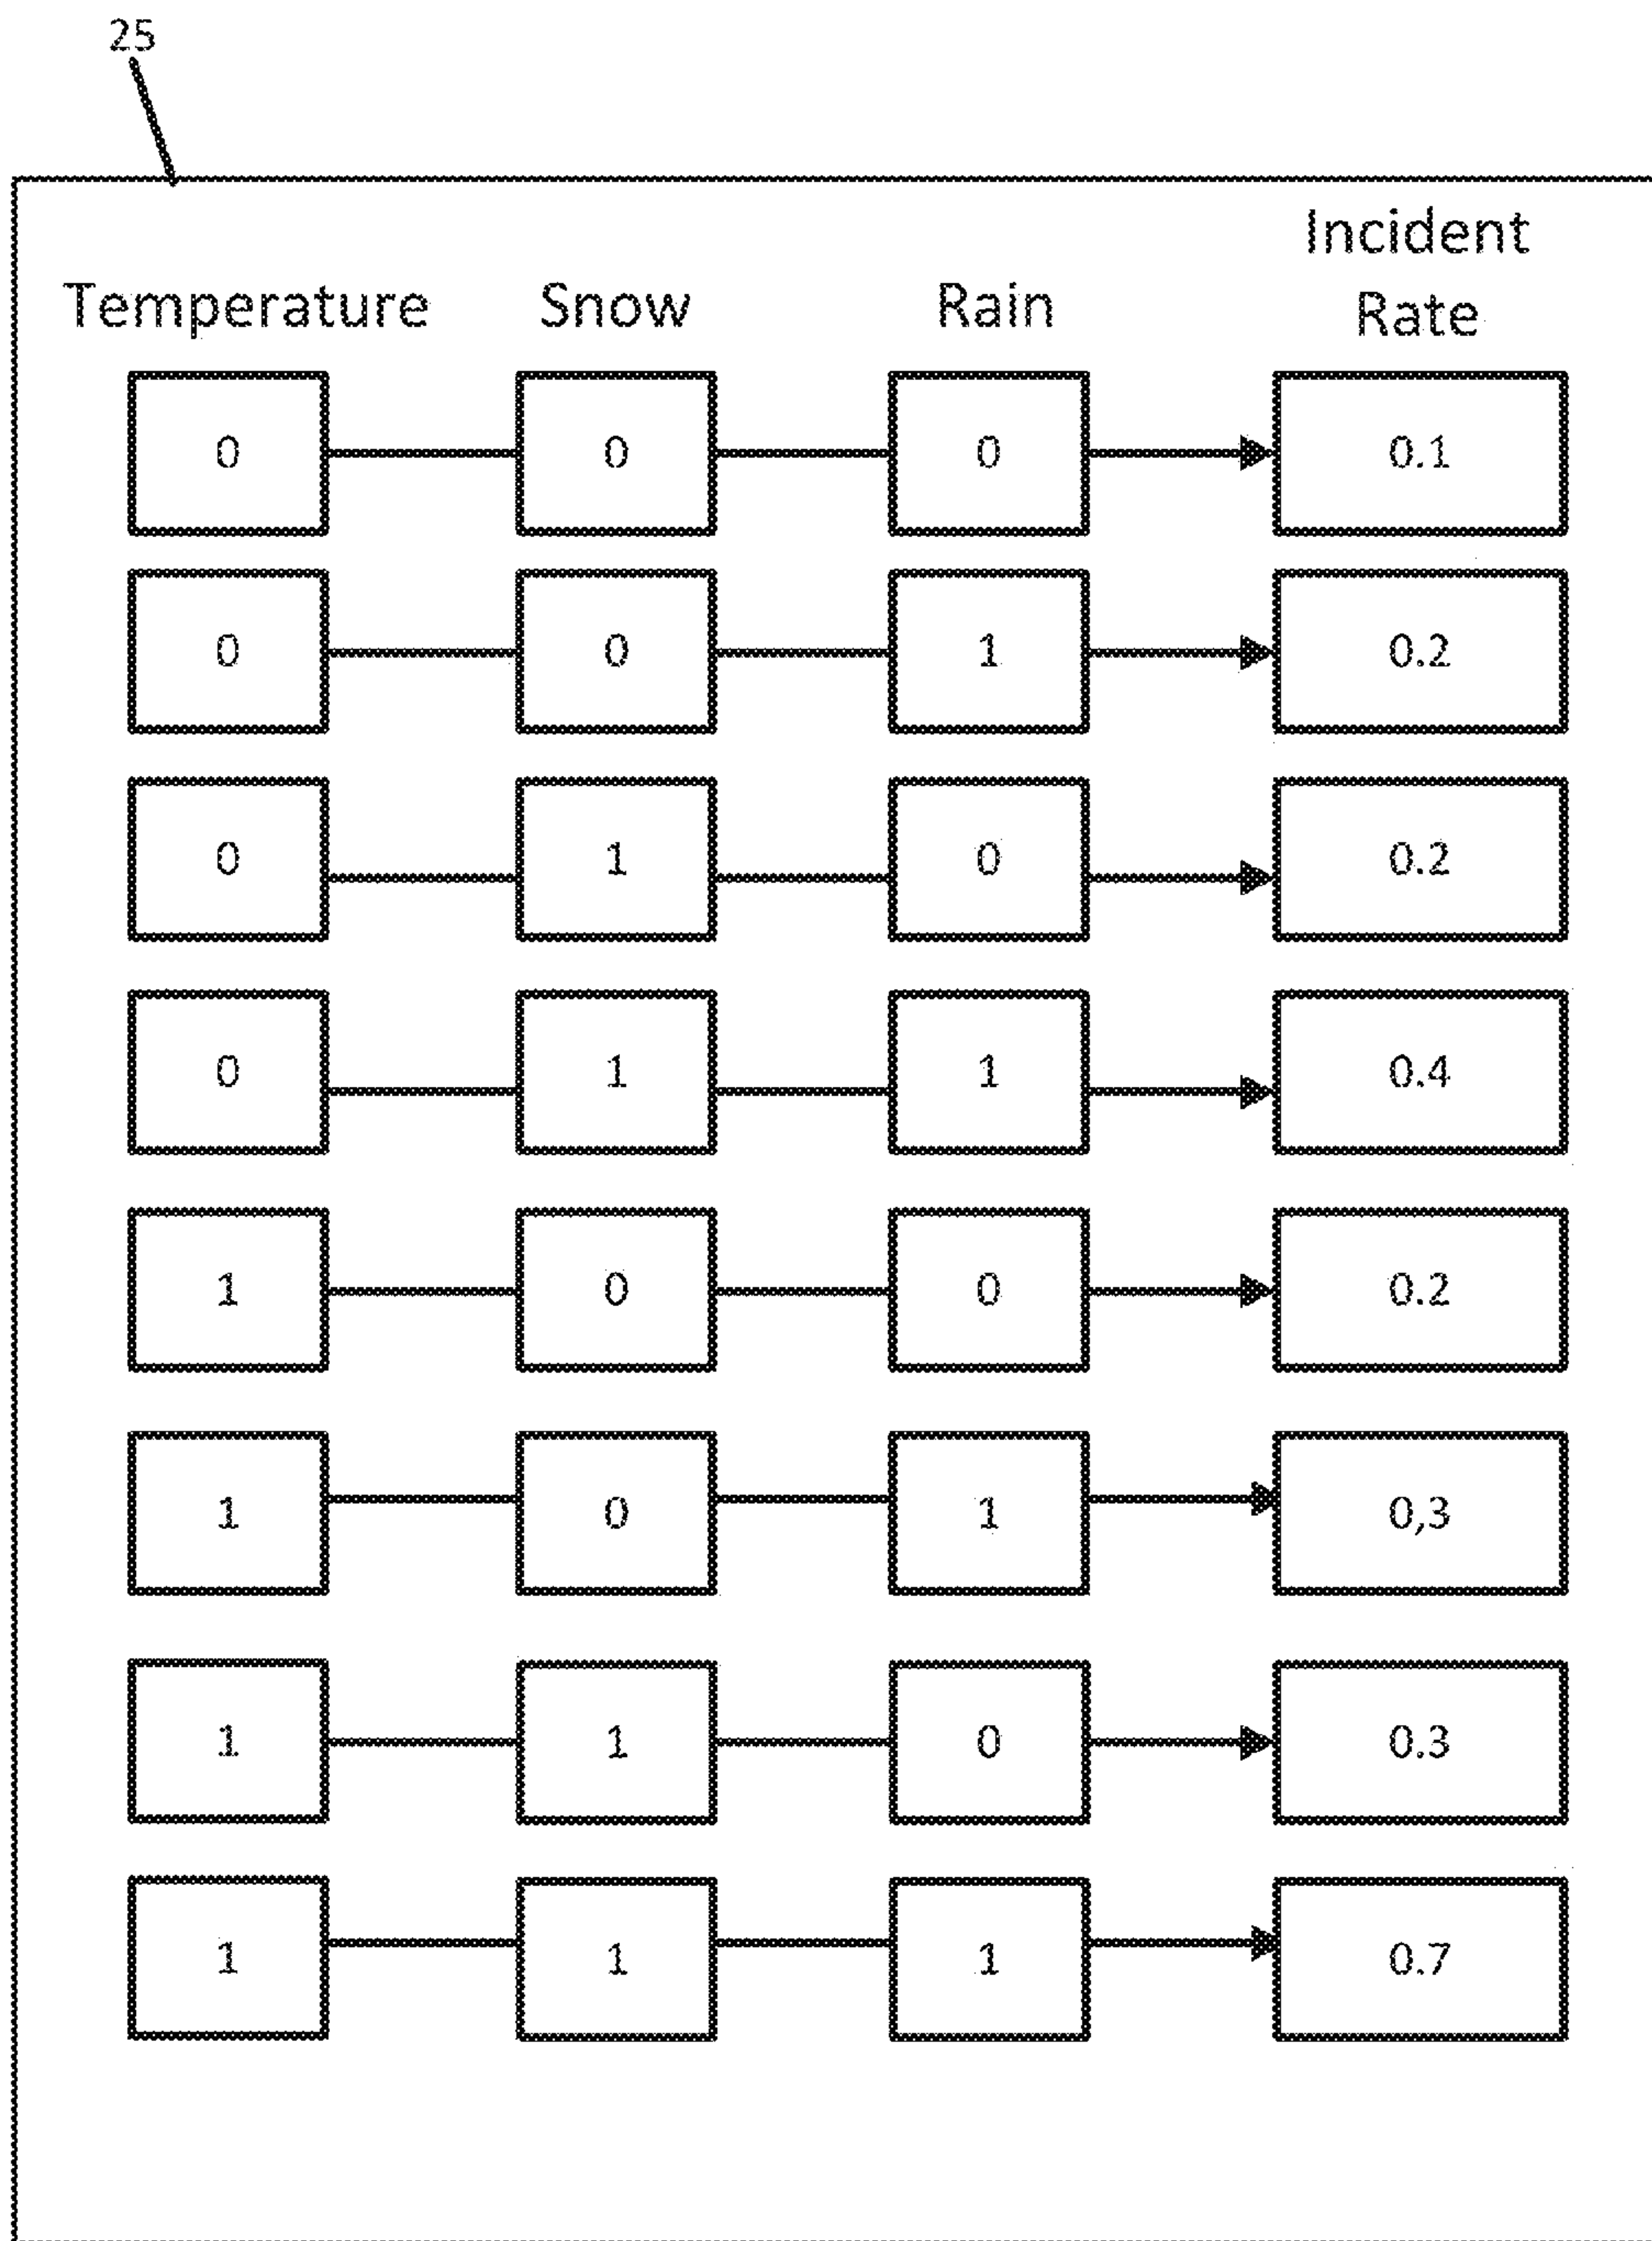 25
Incident
Temperature Snow Rain Rate
0 0 0 0.1
0 0 1 0.2
0 1 0 0.2
0 1 1 0.4
1 0 0 0.2
1 0 1 0,3
1 1 0 0.3
1 1 1 0.7